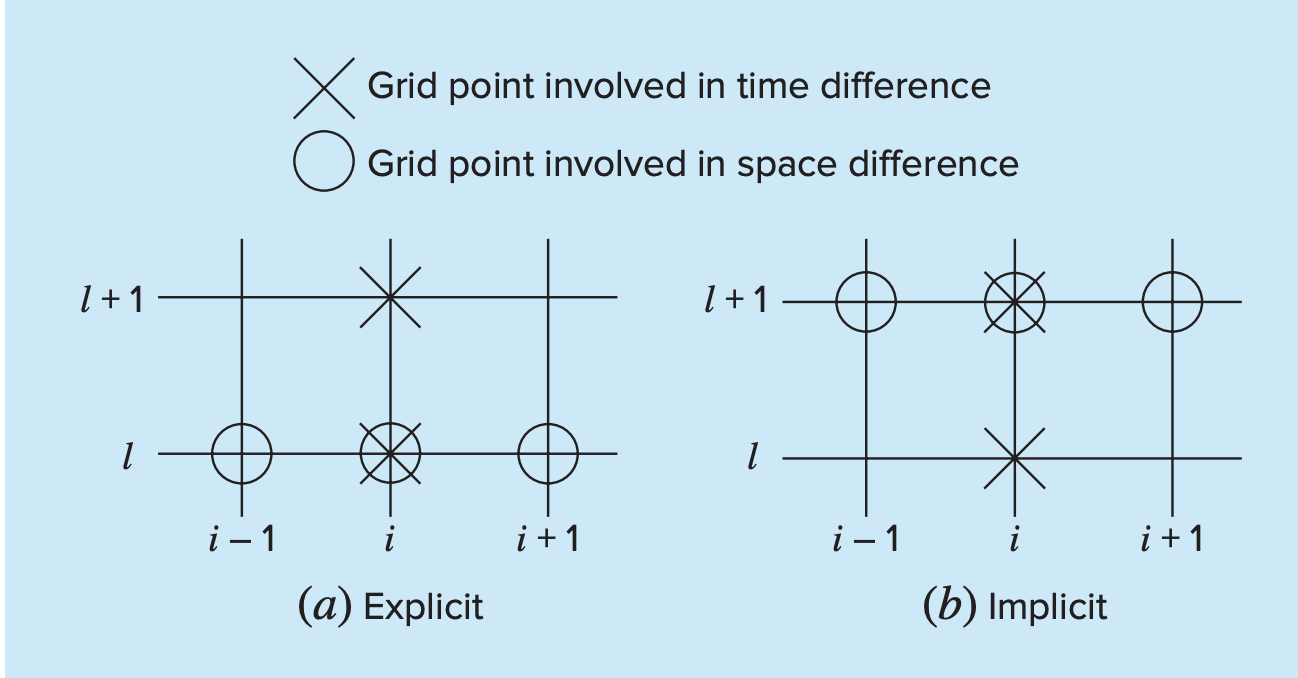 Grid point involved in time difference
Grid point involved in space difference
l + 1
l
i – 1
i
i + 1
(a) Explicit
l + 1
l
i – 1
i
i + 1
(b) Implicit